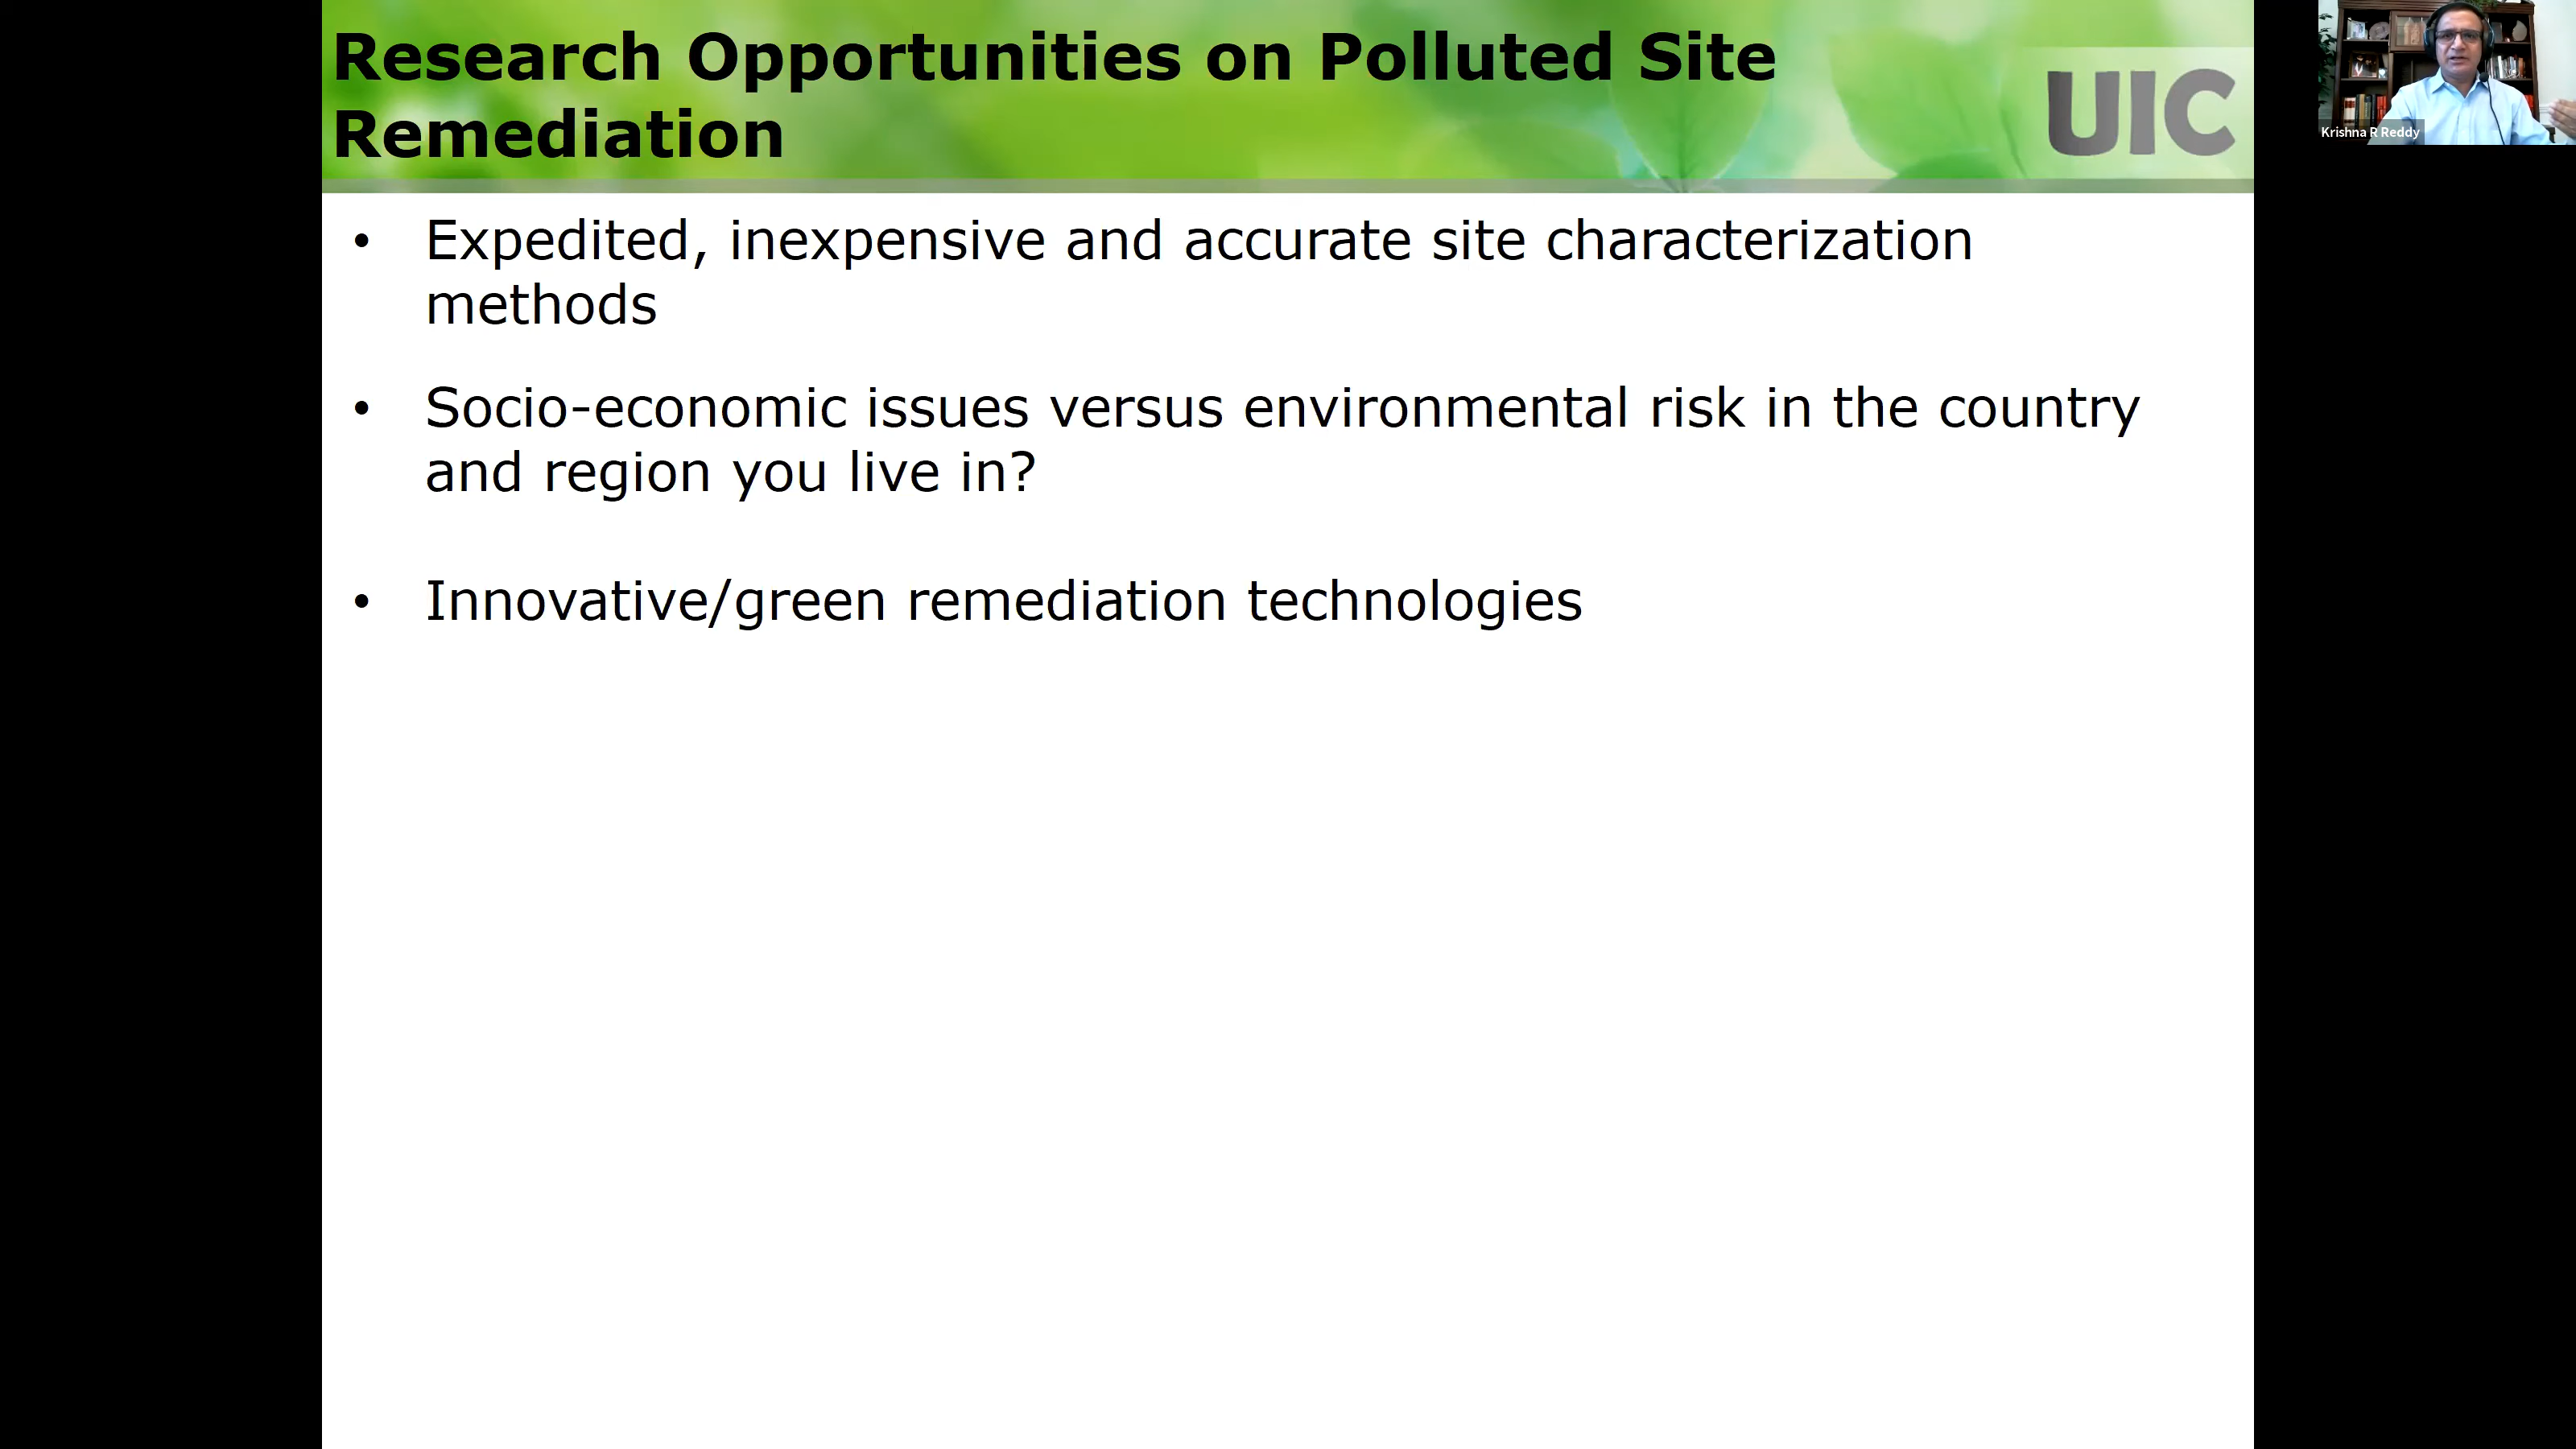 Research Opportunities on Polluted Site
Remediation
UIC
Krishna R Reddy
• Expedited, inexpensive and accurate site characterization
methods
• Socio-economic issues versus environmental risk in the country
and region you live in?
• Innovative/green remediation technologies